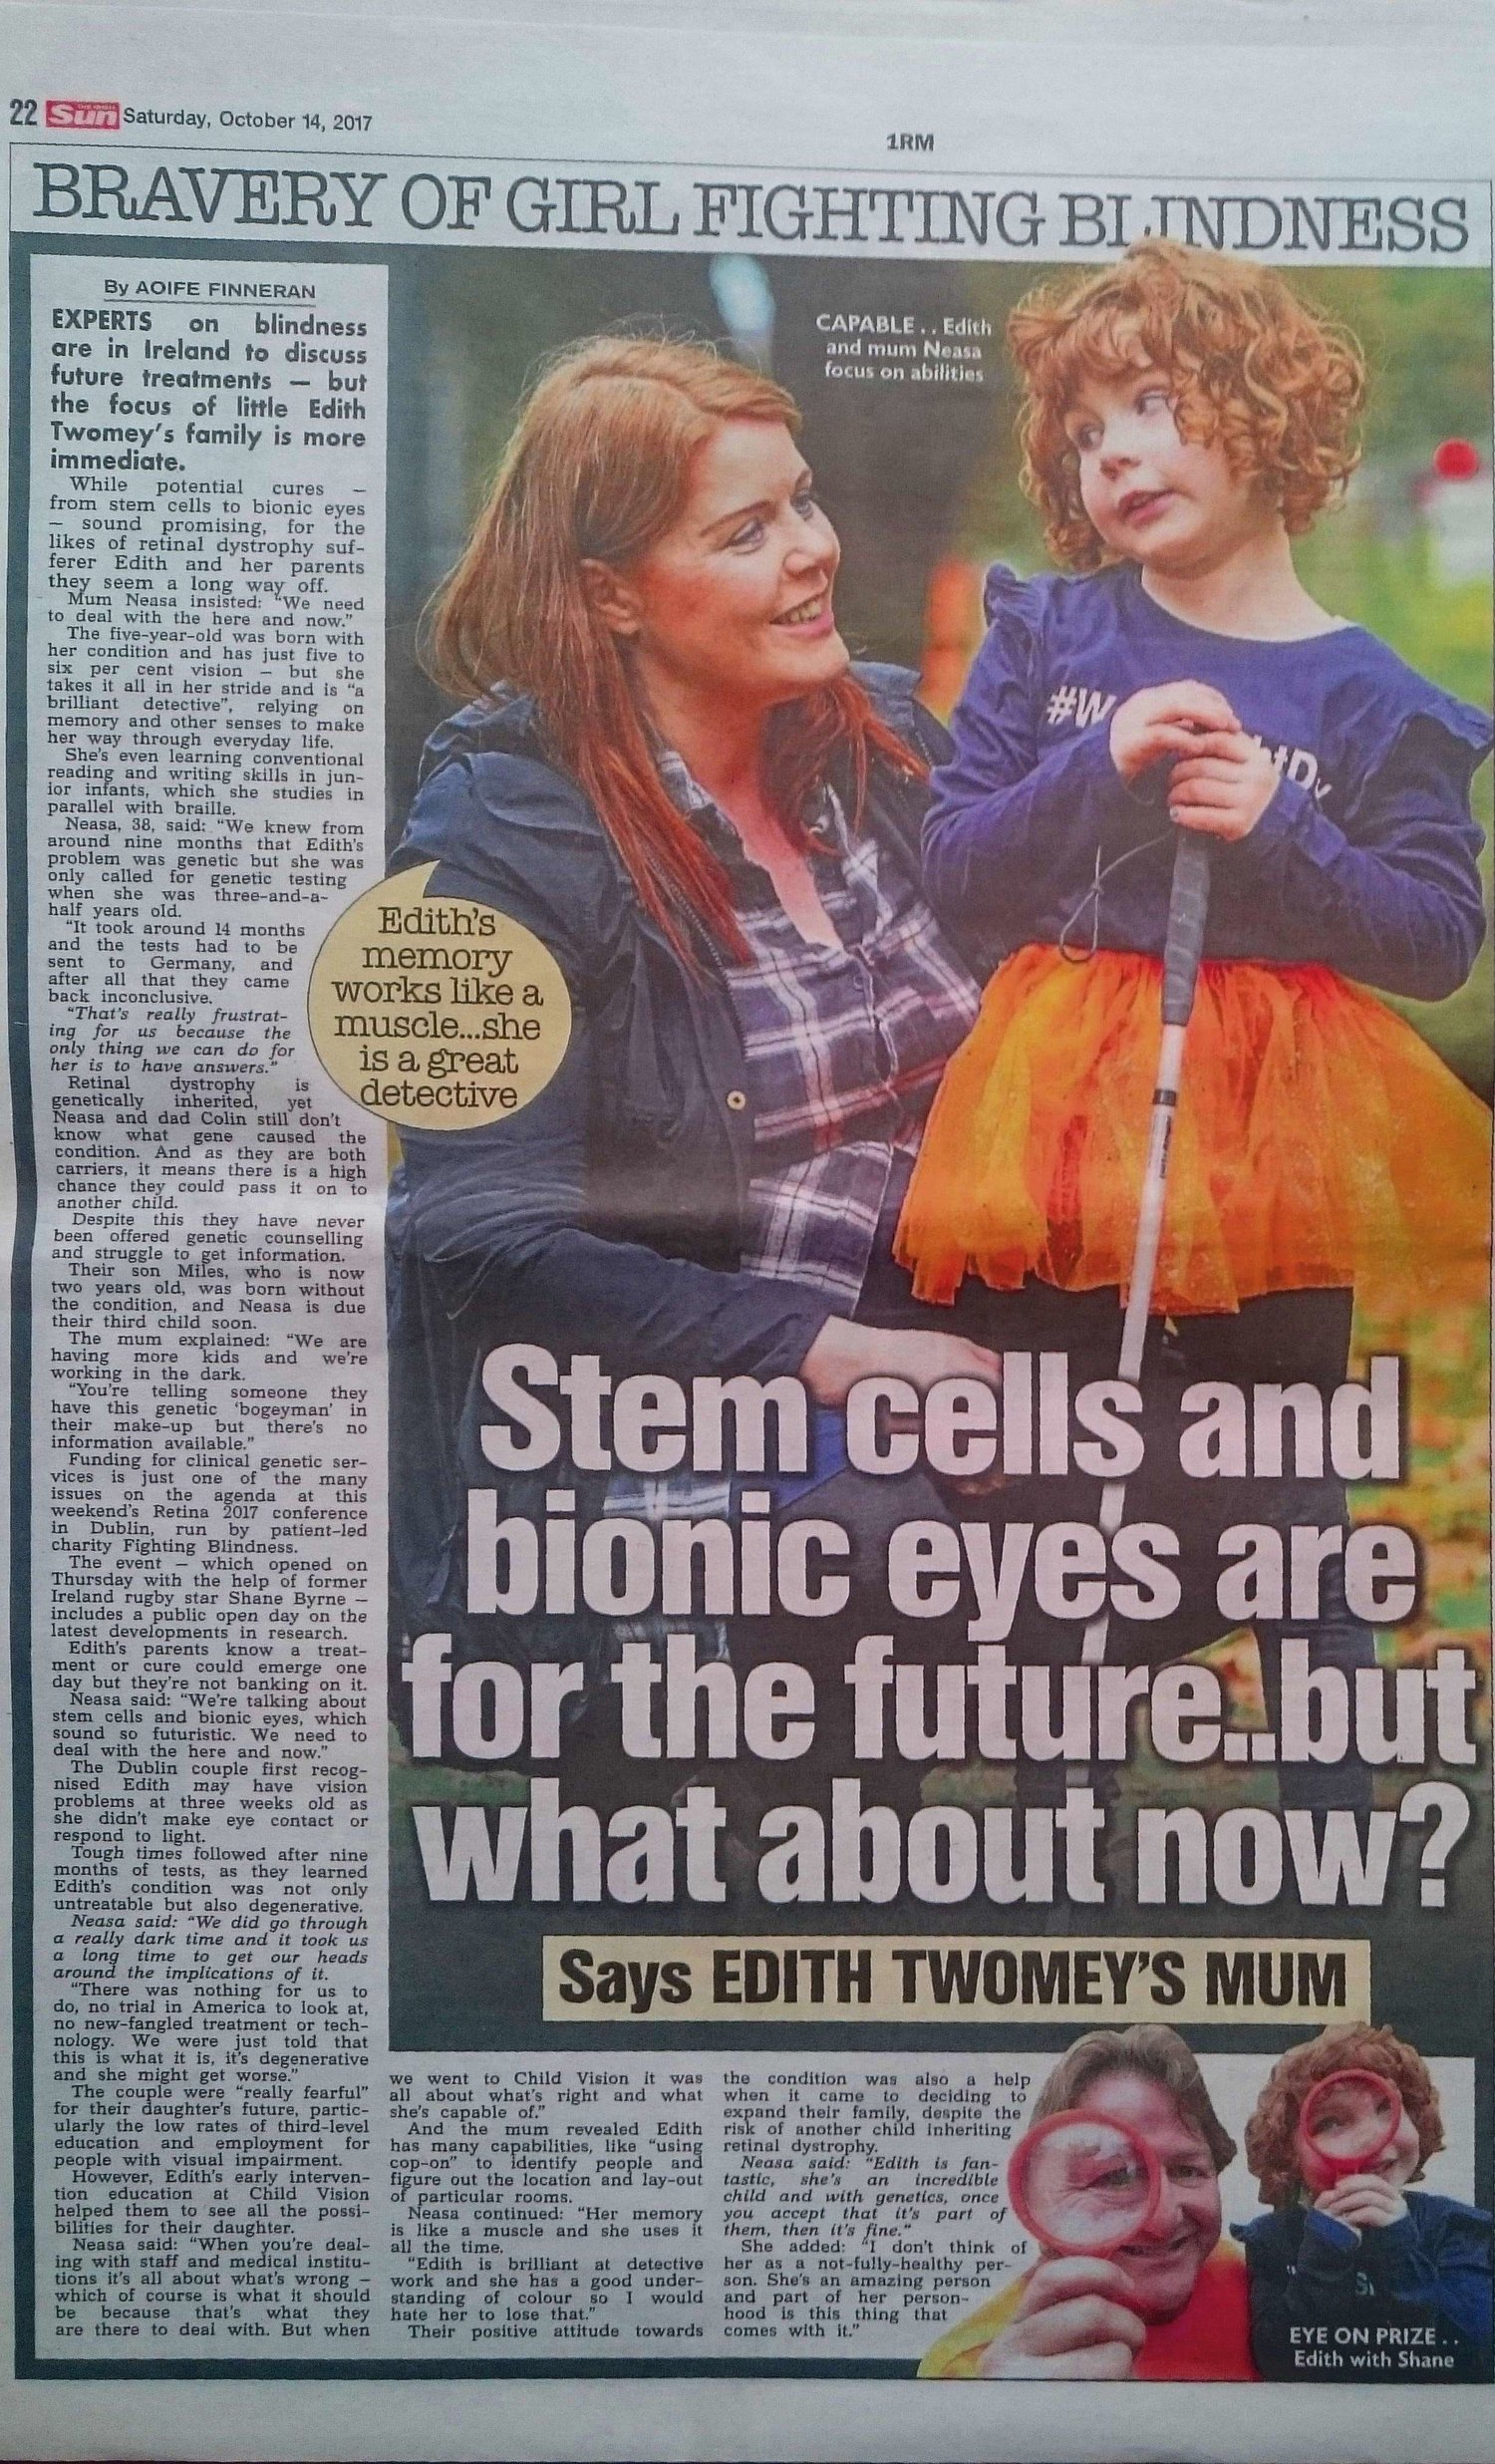 22 THE IRISH Sun Saturday, October 14, 2017
1RM
BRAVERY OF GIRL FIGHTING BLINDNESS
By AOIFE FINNERAN
EXPERTS on blindness
are in Ireland to discuss
future treatments — but
the focus of little Edith
Twomey's family is more
immediate.
While potential cures —
from stem cells to bionic eyes
— sound promising, for the
likes of retinal dystrophy suf-
ferer Edith and her parents
they seem a long way off.
Mum Neasa insisted: "We need
to deal with the here and now."
The five-year-old was born with
her condition and has just five to
six per cent vision — but she
takes it all in her stride and is "a
brilliant detective", relying on
memory and other senses to make
her way through everyday life.
She's even learning conventional
reading and writing skills in jun-
ior infants, which she studies in
parallel with braille.
Neasa, 38, said: "We knew from
around nine months that Edith's
problem was genetic but she was
only called for genetic testing
when she was three-and-a-
half years old.
"It took around 14 months
and the tests had to be
sent to Germany, and
after all that they came
back inconclusive.
"That's really frustrat-
ing for us because the
only thing we can do for
her is to have answers."
Retinal dystrophy is
genetically inherited, yet
Neasa and dad Colin still don't
know what gene caused the
condition. And as they are both
carriers, it means there is a high
chance they could pass it on to
another child.
Despite this they have never
been offered genetic counselling
and struggle to get information.
Their son Miles, who is now
two years old, was born without
the condition, and Neasa is due
their third child soon.
The mum explained: "We are
having more kids and we're
working in the dark.
"You're telling someone they
have this genetic 'bogeyman' in
their make-up but there's no
information available."
Funding for clinical genetic ser-
vices is just one of the many
issues on the agenda at this
weekend's Retina 2017 conference
in Dublin, run by patient-led
charity Fighting Blindness.
The event — which opened on
Thursday with the help of former
Ireland rugby star Shane Byrne —
includes a public open day on the
latest developments in research.
Edith's parents know a treat-
ment or cure could emerge one
day but they're not banking on it.
Neasa said: "We're talking about
stem cells and bionic eyes, which
sound so futuristic. We need to
deal with the here and now."
The Dublin couple first recog-
nised Edith may have vision
problems at three weeks old as
she didn't make eye contact or
respond to light.
Tough times followed after nine
months of tests, as they learned
Edith's condition was not only
untreatable but also degenerative.
Neasa said: "We did go through
a really dark time and it took us
a long time to get our heads
around the implications of it.
"There was nothing for us to
do, no trial in America to look at,
no new-fangled treatment or tech-
nology. We were just told that
this is what it is, it's degenerative
and she might get worse."
The couple were "really fearful"
for their daughter's future, partic-
ularly the low rates of third-level
education and employment for
people with visual impairment.
However, Edith's early interven-
tion education at Child Vision
helped them to see all the possi-
bilities for their daughter.
Neasa said: "When you're deal-
ing with staff and medical institu-
tions it's all about what's wrong —
which of course is what it should
be because that's what they
are there to deal with. But when
we went to Child Vision it was
all about what's right and what
she's capable of."
And the mum revealed Edith
has many capabilities, like "using
cop-on" to identify people and
figure out the location and lay-out
of particular rooms.
Neasa continued: "Her memory
is like a muscle and she uses it
all the time.
"Edith is brilliant at detective
work and she has a good under-
standing of colour so I would
hate her to lose that."
Their positive attitude towards
the condition was also a help
when it came to deciding to
expand their family, despite the
risk of another child inheriting
retinal dystrophy.
Neasa said: "Edith is fan-
tastic, she's an incredible
child and with genetics, once
you accept that it's part of
them, then it's fine."
She added: "I don't think of
her as a not-fully-healthy per-
son. She's an amazing person
and part of her person-
hood is this thing that
comes with it."
CAPABLE . . Edith
and mum Neasa
focus on abilities
#W
htDy
Edith's
memory
works like a
muscle...she
is a great
detective
Stem cells and
bionic eyes are
for the future..but
what about now?
Says EDITH TWOMEY'S MUM
EYE ON PRIZE . .
Edith with Shane